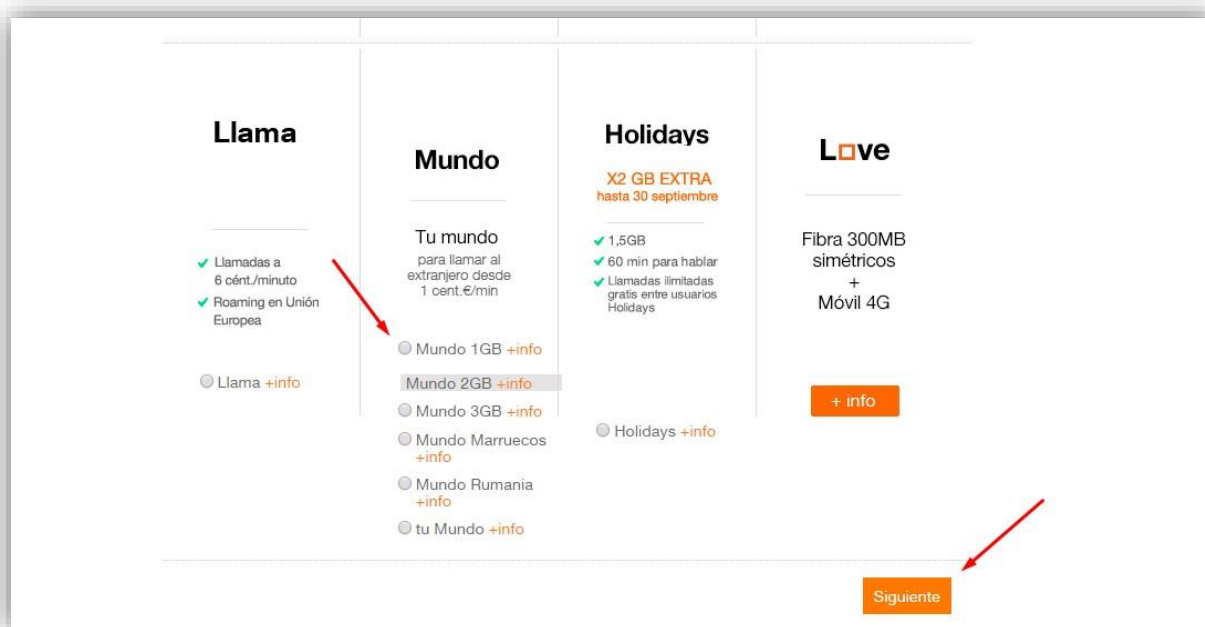 Llama
Llamadas a
6 cént./minuto
Roaming en Unión
Europea
Llama +info
Mundo
Tu mundo
para llamar al
extranjero desde
1 cent.€/min
Mundo 1GB +info
Mundo 2GB +info
Mundo 3GB +info
Mundo Marruecos
+info
Mundo Rumania
+info
tu Mundo +info
Holidays
X2 GB EXTRA
hasta 30 septiembre
1,5GB
60 min para hablar
Llamadas ilimitadas
gratis entre usuarios
Holidays
Holidays +info
Love
Fibra 300MB
simétricos
+
Móvil 4G
+ info
Siguiente